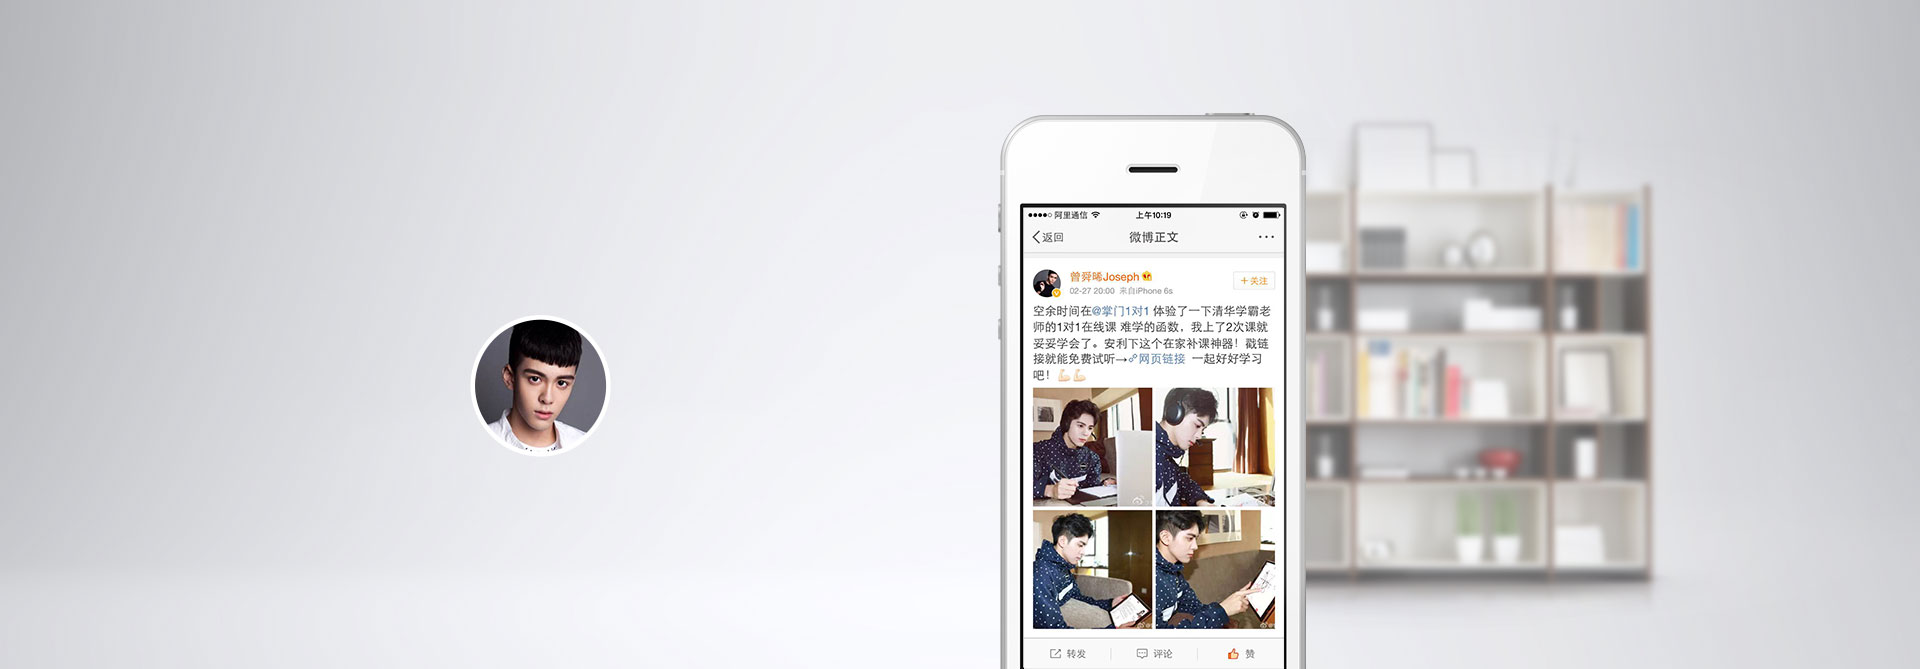 阿里通信 上午10:19
返回 微博正文
曾舜晞Joseph
+关注
02-27 20:00 来自iPhone 6s
空余时间在@掌门1对1 体验了一下清华学霸老
师的1对1在线课 难学的函数，我上了2次课就
妥妥学会了。安利下这个在家补课神器！戳链
接就能免费试听→网页链接 一起好好学习
吧！
转发 评论 赞